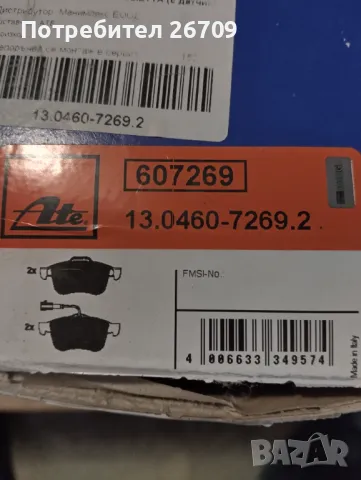 Потребител 26709
13.0460-7269.2
607269
Ate
13.0460-7269.2
2x
FMSI-No.
2x
4 006633 349574
Made in Italy
BAZAR